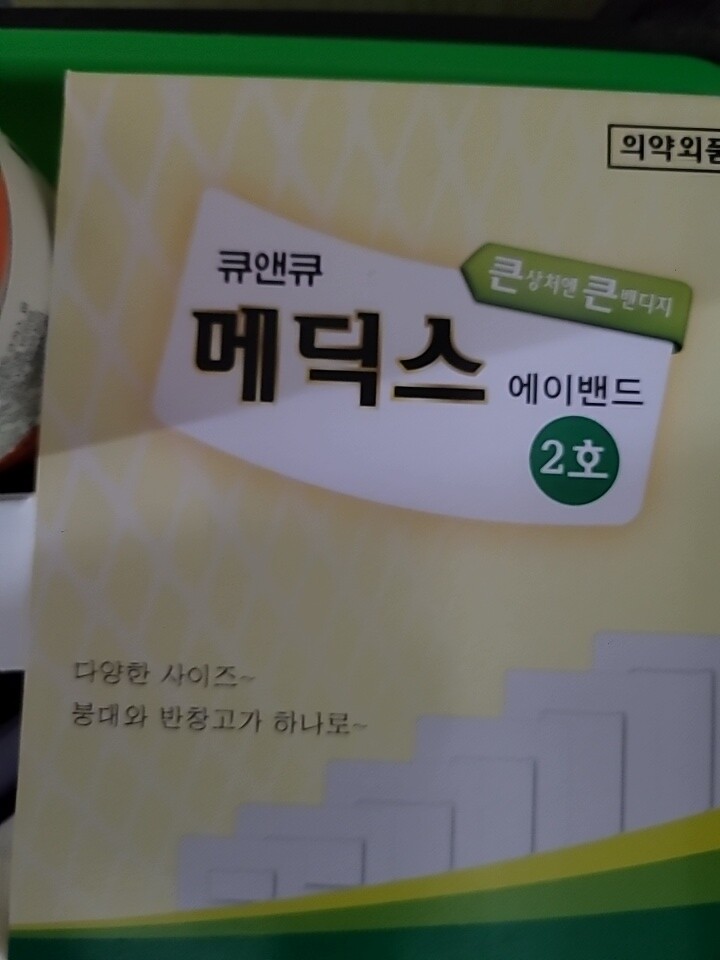 의약외품
큐앤큐
큰상처엔 큰밴디지
메딕스 에이밴드
2호
다양한 사이즈~
붕대와 반창고가 하나로~